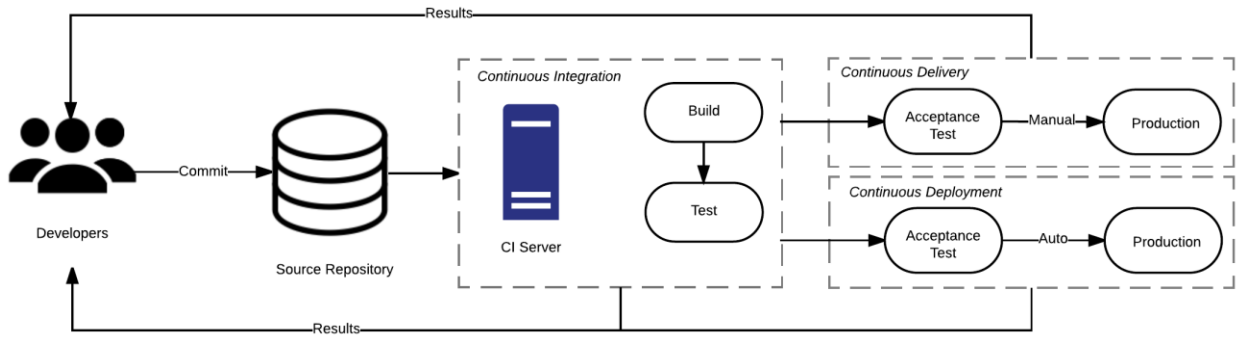 Results
Continuous Integration
Continuous Delivery
Build
Acceptance
Test
Manual
Production
Commit
Continuous Deployment
Test
Acceptance
Test
Auto
Production
Developers
CI Server
Source Repository
Results